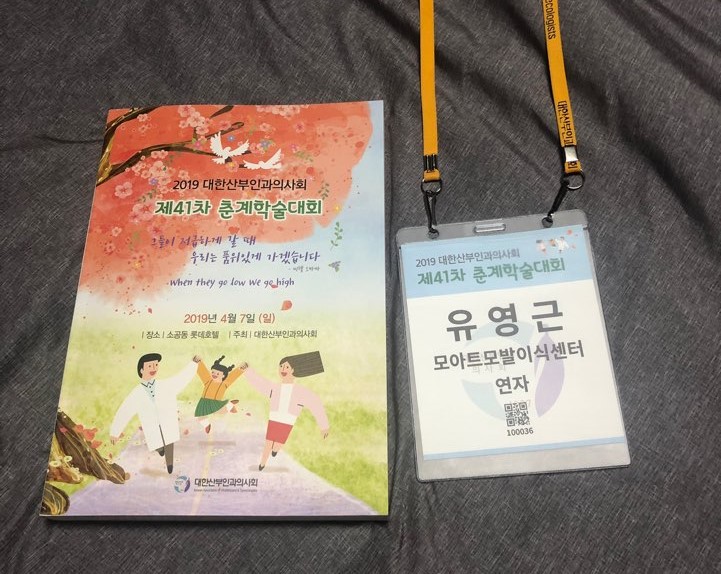 2019 대한산부인과의사회
제41차 춘계학술대회
그들이 저급하게 갈 때
우리는 품위있게 가겠습니다
When they go low we go high
2019년 4월 7일 (일)
| 장소 | 소공동 롯데호텔 | 주최 | 대한산부인과의사회
대한산부인과의사회
ecologists
2019 대한산부인과의사회
제41차 춘계학술대회
유영근
모아트모발이식센터
연자
100036